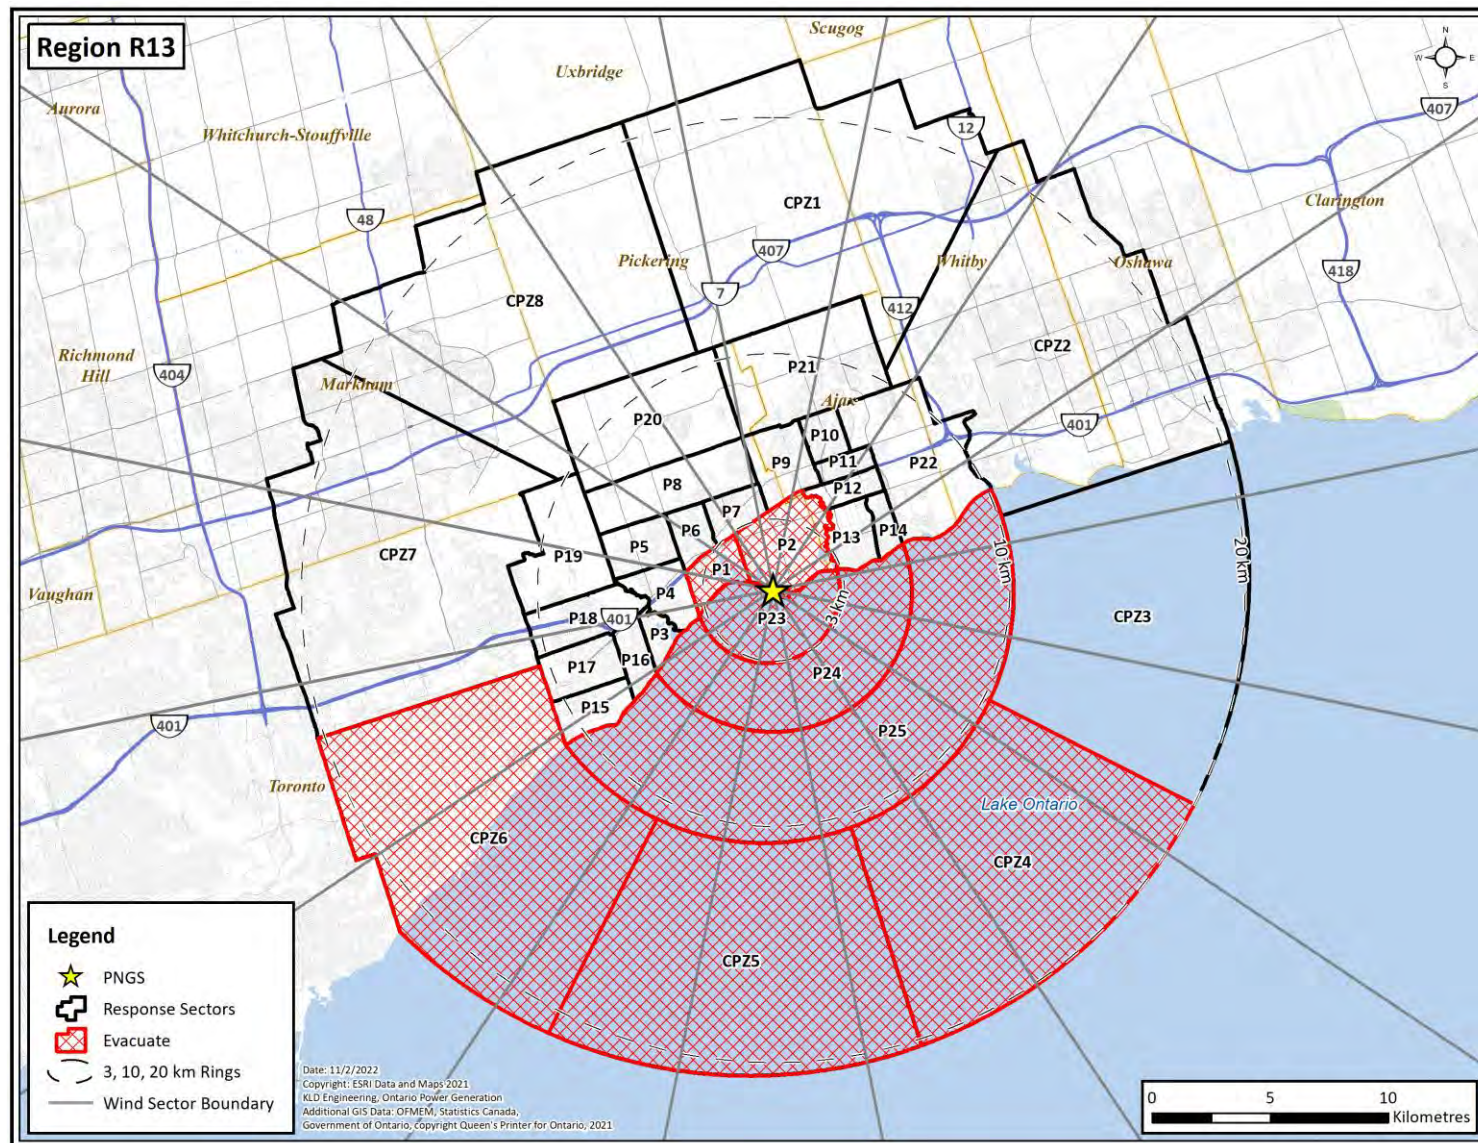 Region R13
N
W
E
S
Scugog
Uxbridge
Aurora
Whitchurch-Stouffville
12
407
Clarington
CPZ1
48
407
Pickering
Whitby
Oshawa
418
7
CPZ8
412
CPZ2
Richmond
Hill
404
Markham
P21
Ajax
401
P20
P10
P9
P11
P22
P8
P12
P7
P6
P13
P14
P2
P5
CPZ7
P19
10 km
20 km
P1
Vaughan
P4
3 km
P18
401
P23
CPZ3
P3
P17
P16
P24
P15
401
P25
Toronto
Lake Ontario
CPZ6
CPZ4
CPZ5
Legend
PNGS
Response Sectors
Evacuate
3, 10, 20 km Rings
Wind Sector Boundary
Date: 11/2/2022
Copyright: ESRI Data and Maps 2021
KLD Engineering, Ontario Power Generation
Additional GIS Data: OFMEM, Statistics Canada,
Government of Ontario, copyright Queen's Printer for Ontario, 2021
0 5 10
Kilometres